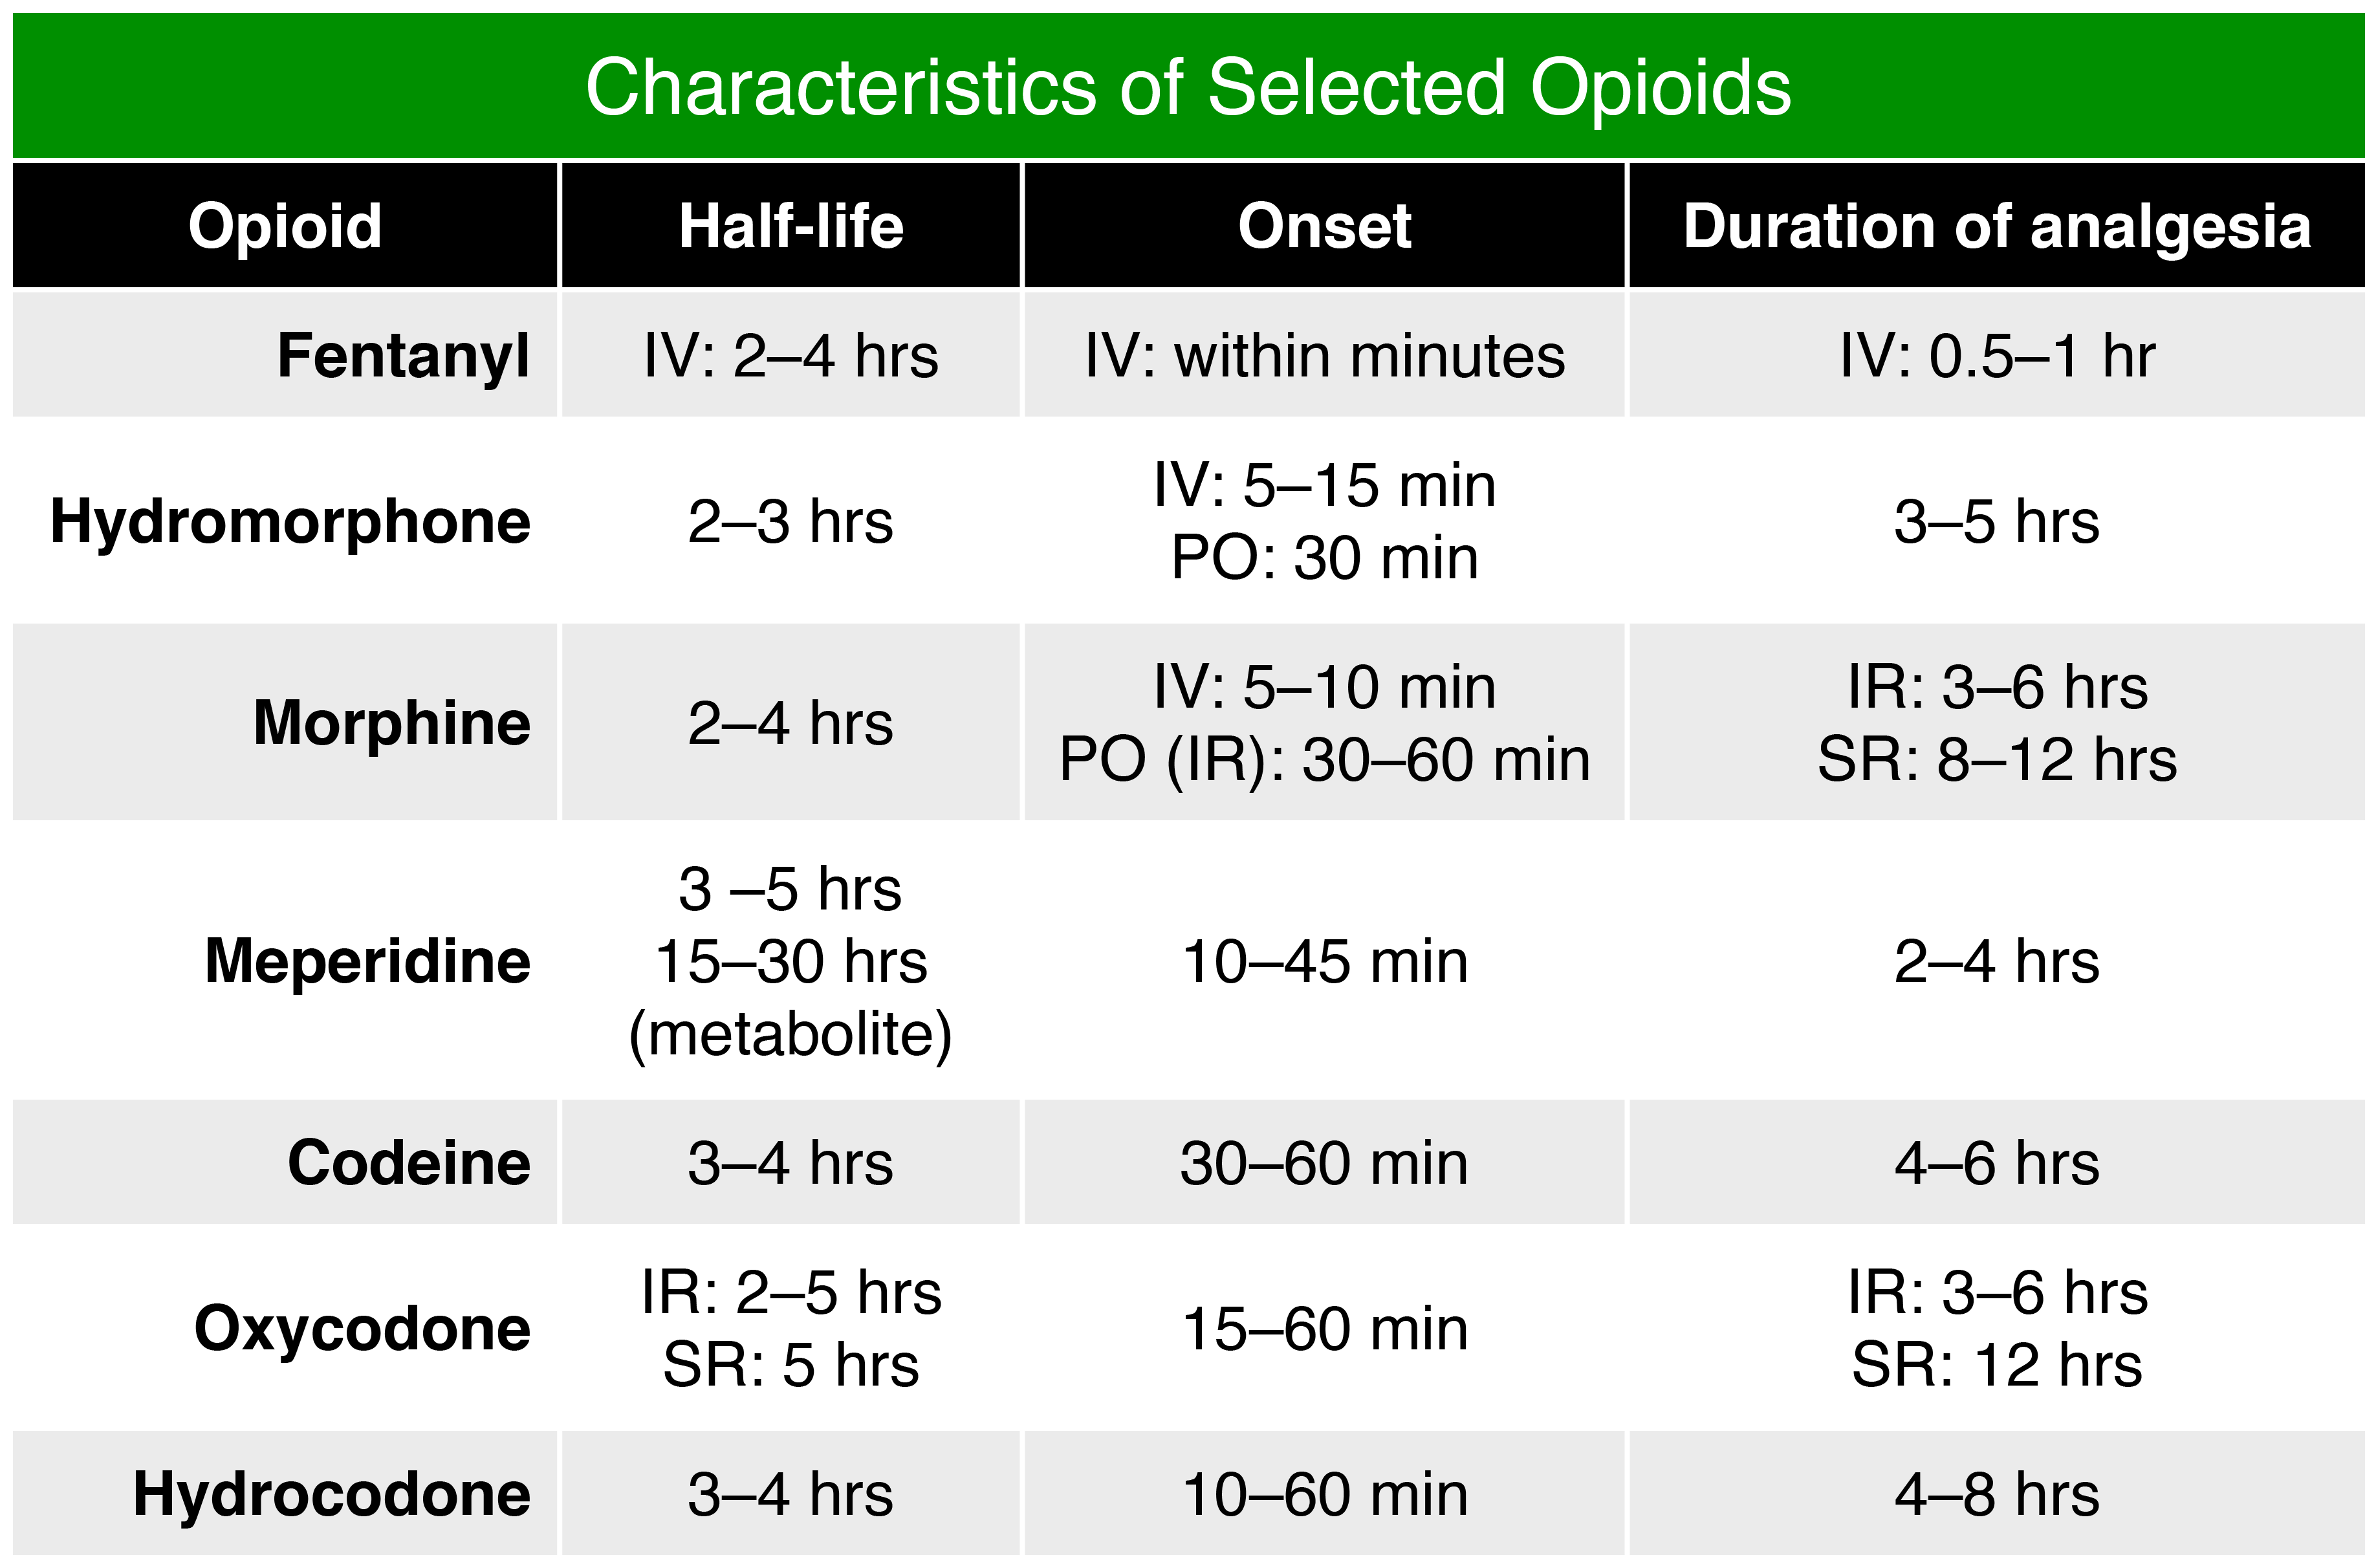 Characteristics of Selected Opioids
Opioid Half-life Onset Duration of analgesia
Fentanyl IV: 2–4 hrs IV: within minutes IV: 0.5–1 hr
Hydromorphone 2–3 hrs IV: 5–15 min
PO: 30 min 3–5 hrs
Morphine 2–4 hrs IV: 5–10 min
PO (IR): 30–60 min IR: 3–6 hrs
SR: 8–12 hrs
Meperidine 3 –5 hrs
15–30 hrs
(metabolite) 10–45 min 2–4 hrs
Codeine 3–4 hrs 30–60 min 4–6 hrs
Oxycodone IR: 2–5 hrs
SR: 5 hrs 15–60 min IR: 3–6 hrs
SR: 12 hrs
Hydrocodone 3–4 hrs 10–60 min 4–8 hrs